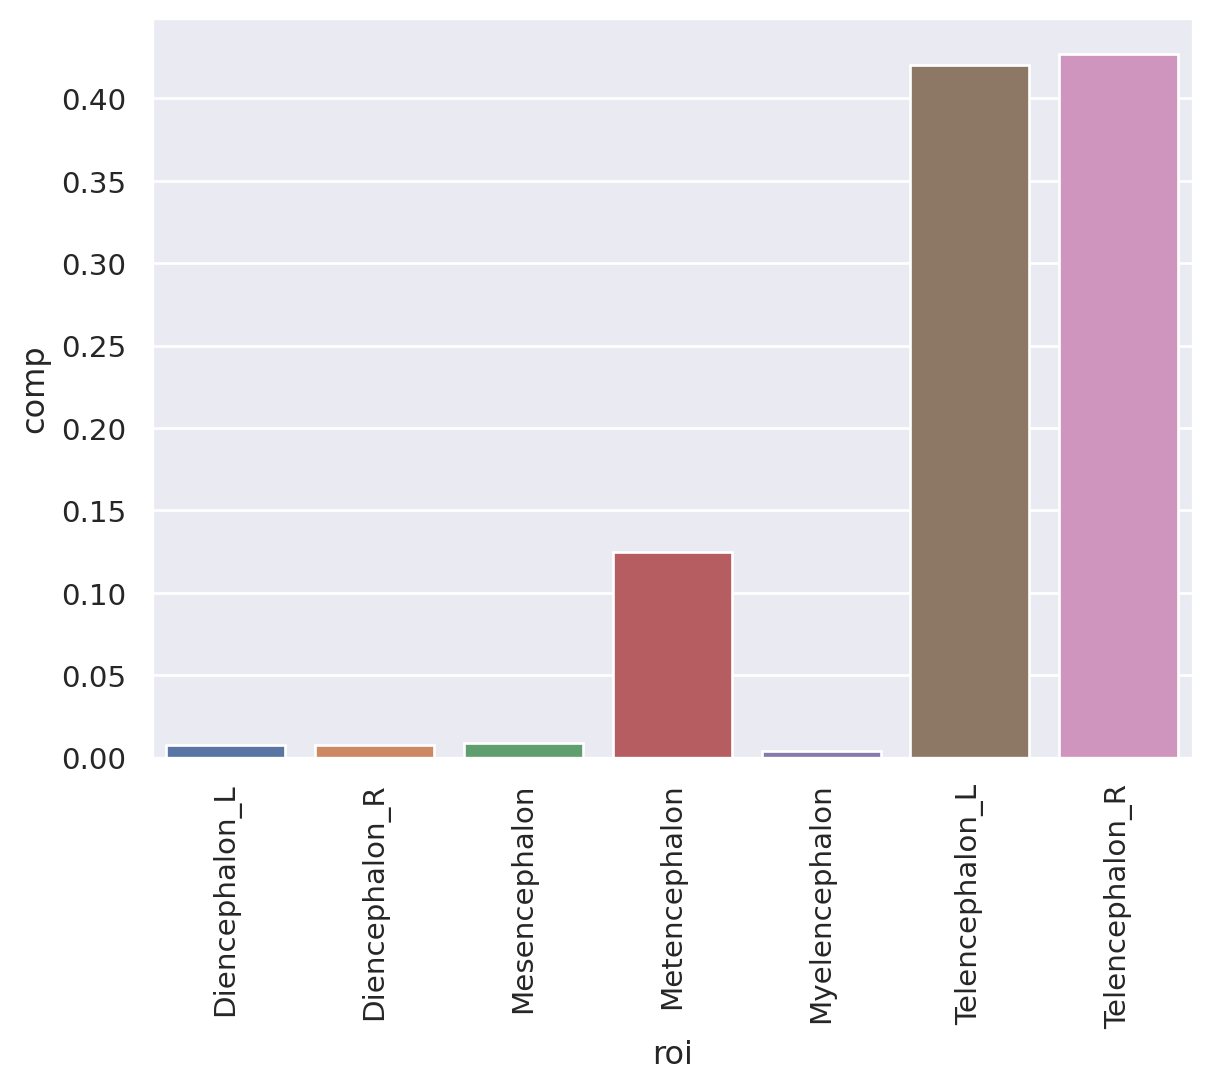 0.40
0.35
0.30
0.25
0.20
0.15
0.10
0.05
0.00
comp
Diencephalon_L
Diencephalon_R
Mesencephalon
Metencephalon
Myelencephalon
Telencephalon_L
Telencephalon_R
roi